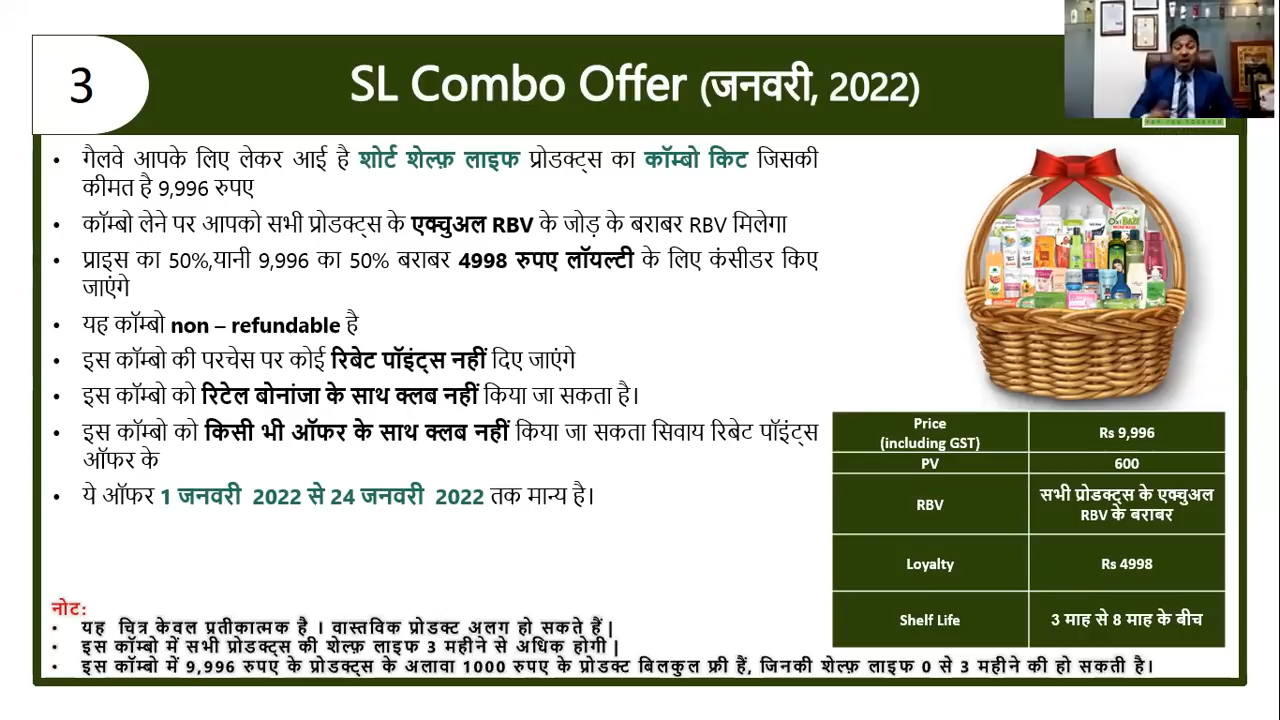 3
SL Combo Offer (जनवरी, 2022)
• गैलवे आपके लिए लेकर आई है शोर्ट शेल्फ़ लाइफ प्रोडक्ट्स का कॉम्बो किट जिसकी
कीमत है 9,996 रुपए
• कॉम्बो लेने पर आपको सभी प्रोडक्ट्स के एक्चुअल RBV के जोड़ के बराबर RBV मिलेगा
• प्राइस का 50%,यानी 9,996 का 50% बराबर 4998 रुपए लॉयल्टी के लिए कंसीडर किए
जाएंगे
• यह कॉम्बो non – refundable है
• इस कॉम्बो की परचेस पर कोई रिबेट पॉइंट्स नहीं दिए जाएंगे
• इस कॉम्बो को रिटेल बोनांजा के साथ क्लब नहीं किया जा सकता है।
• इस कॉम्बो को किसी भी ऑफर के साथ क्लब नहीं किया जा सकता सिवाय रिबेट पॉइंट्स
ऑफर के
• ये ऑफर 1 जनवरी 2022 से 24 जनवरी 2022 तक मान्य है।
Price
(including GST)
Rs 9,996
PV
600
RBV
सभी प्रोडक्ट्स के एक्चुअल
RBV के बराबर
Loyalty
Rs 4998
Shelf Life
3 माह से 8 माह के बीच
नोट:
• यह चित्र केवल प्रतीकात्मक है । वास्तविक प्रोडक्ट अलग हो सकते हैं |
• इस कॉम्बो में सभी प्रोडक्ट्स की शेल्फ़ लाइफ 3 महीने से अधिक होगी |
• इस कॉम्बो में 9,996 रुपए के प्रोडक्ट्स के अलावा 1000 रुपए के प्रोडक्ट बिलकुल फ्री हैं, जिनकी शेल्फ़ लाइफ 0 से 3 महीने की हो सकती है।